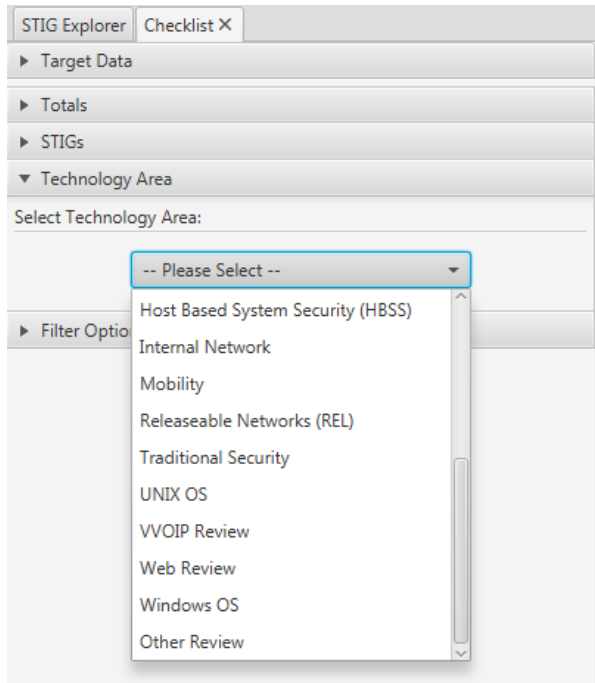 STIG Explorer Checklist ×
Target Data
Totals
STIGs
Technology Area
Select Technology Area:
-- Please Select --
Host Based System Security (HBSS)
Filter Optio
Internal Network
Mobility
Releaseable Networks (REL)
Traditional Security
UNIX OS
VVOIP Review
Web Review
Windows OS
Other Review